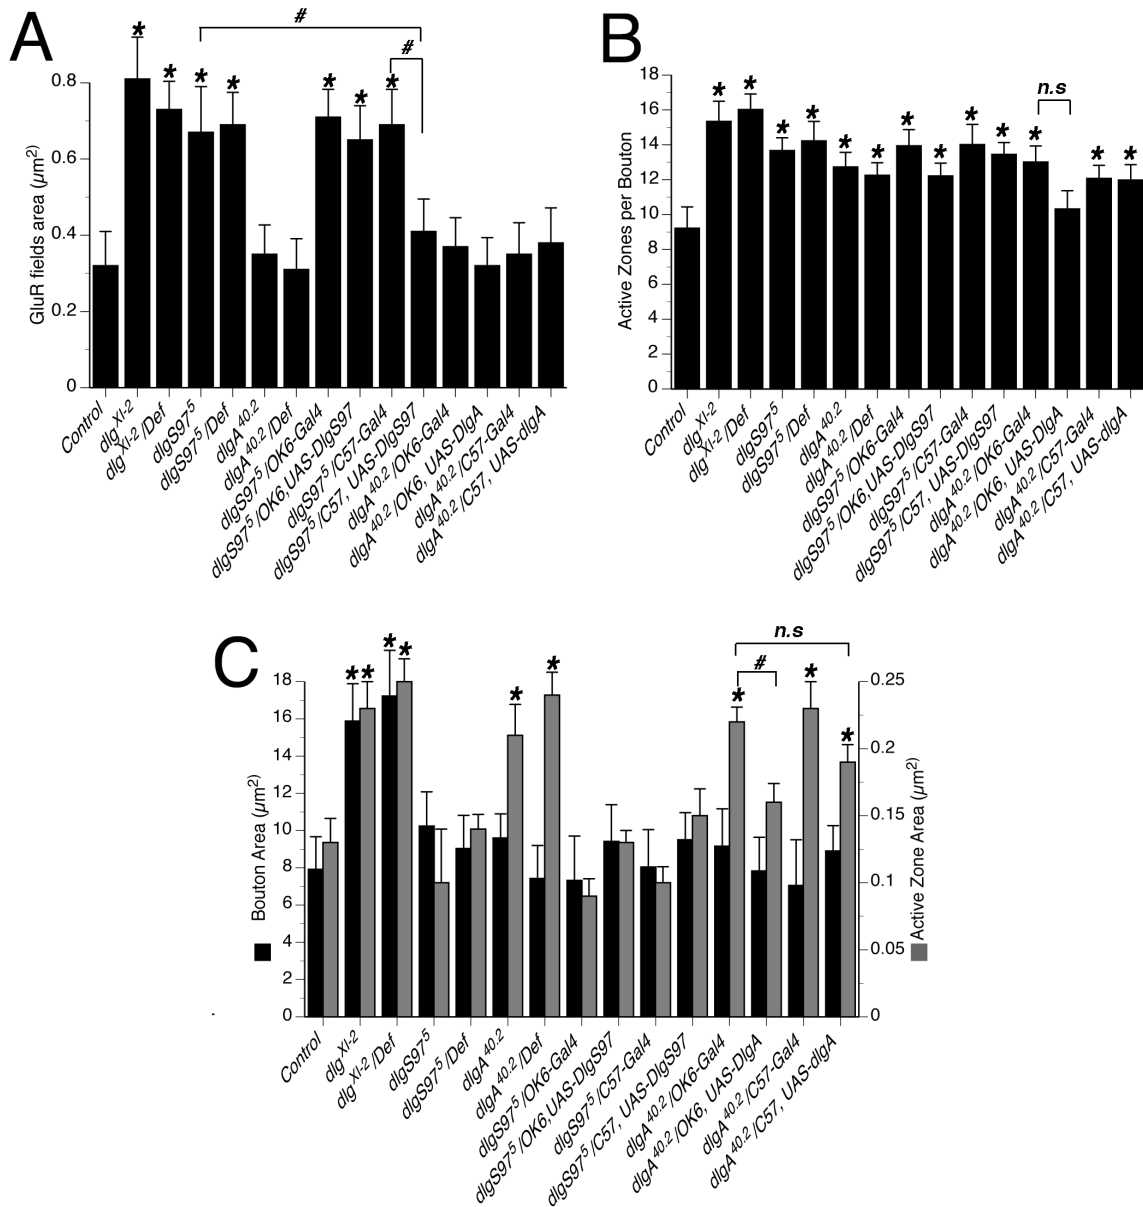 A
#
#
* * * * * * * *
0.8
0.6
0.4
0.2
0
GluR fields area (µm2)
Control
dlgXI-2
dlgXI-2/Def
dlgS975
dlgS975/Def
dlgA40.2
dlgA40.2/Def
dlgS975/OK6-Gal4
dlgS975/OK6,UAS-DlgS97
dlgS975/C57-Gal4
dlgS975/C57, UAS-DlgS97
dlgA40.2/OK6-Gal4
dlgA40.2/OK6, UAS-DlgA
dlgA40.2/C57-Gal4
dlgA40.2/C57, UAS-dlgA
B
n.s
* * * * * * * * * * * * *
18
16
14
12
10
8
6
4
2
0
Active Zones per Bouton
Control
dlgXI-2
dlgXI-2/Def
dlgS975
dlgS975/Def
dlgA40.2
dlgA40.2/Def
dlgS975/OK6-Gal4
dlgS975/OK6,UAS-DlgS97
dlgS975/C57-Gal4
dlgS975/C57, UAS-DlgS97
dlgA40.2/OK6-Gal4
dlgA40.2/OK6, UAS-DlgA
dlgA40.2/C57-Gal4
dlgA40.2/C57, UAS-dlgA
C
n.s
#
* * * * * * * * *
18
16
14
12
10
8
6
4
2
0
Bouton Area (µm2)
0.25
0.2
0.15
0.1
0.05
0
Active Zone Area (µm2)
Control
dlgXI-2
dlgXI-2/Def
dlgS975
dlgS975/Def
dlgA40.2
dlgA40.2/Def
dlgS975/OK6-Gal4
dlgS975/OK6,UAS-DlgS97
dlgS975/C57-Gal4
dlgS975/C57, UAS-DlgS97
dlgA40.2/OK6-Gal4
dlgA40.2/OK6, UAS-DlgA
dlgA40.2/C57-Gal4
dlgA40.2/C57, UAS-dlgA